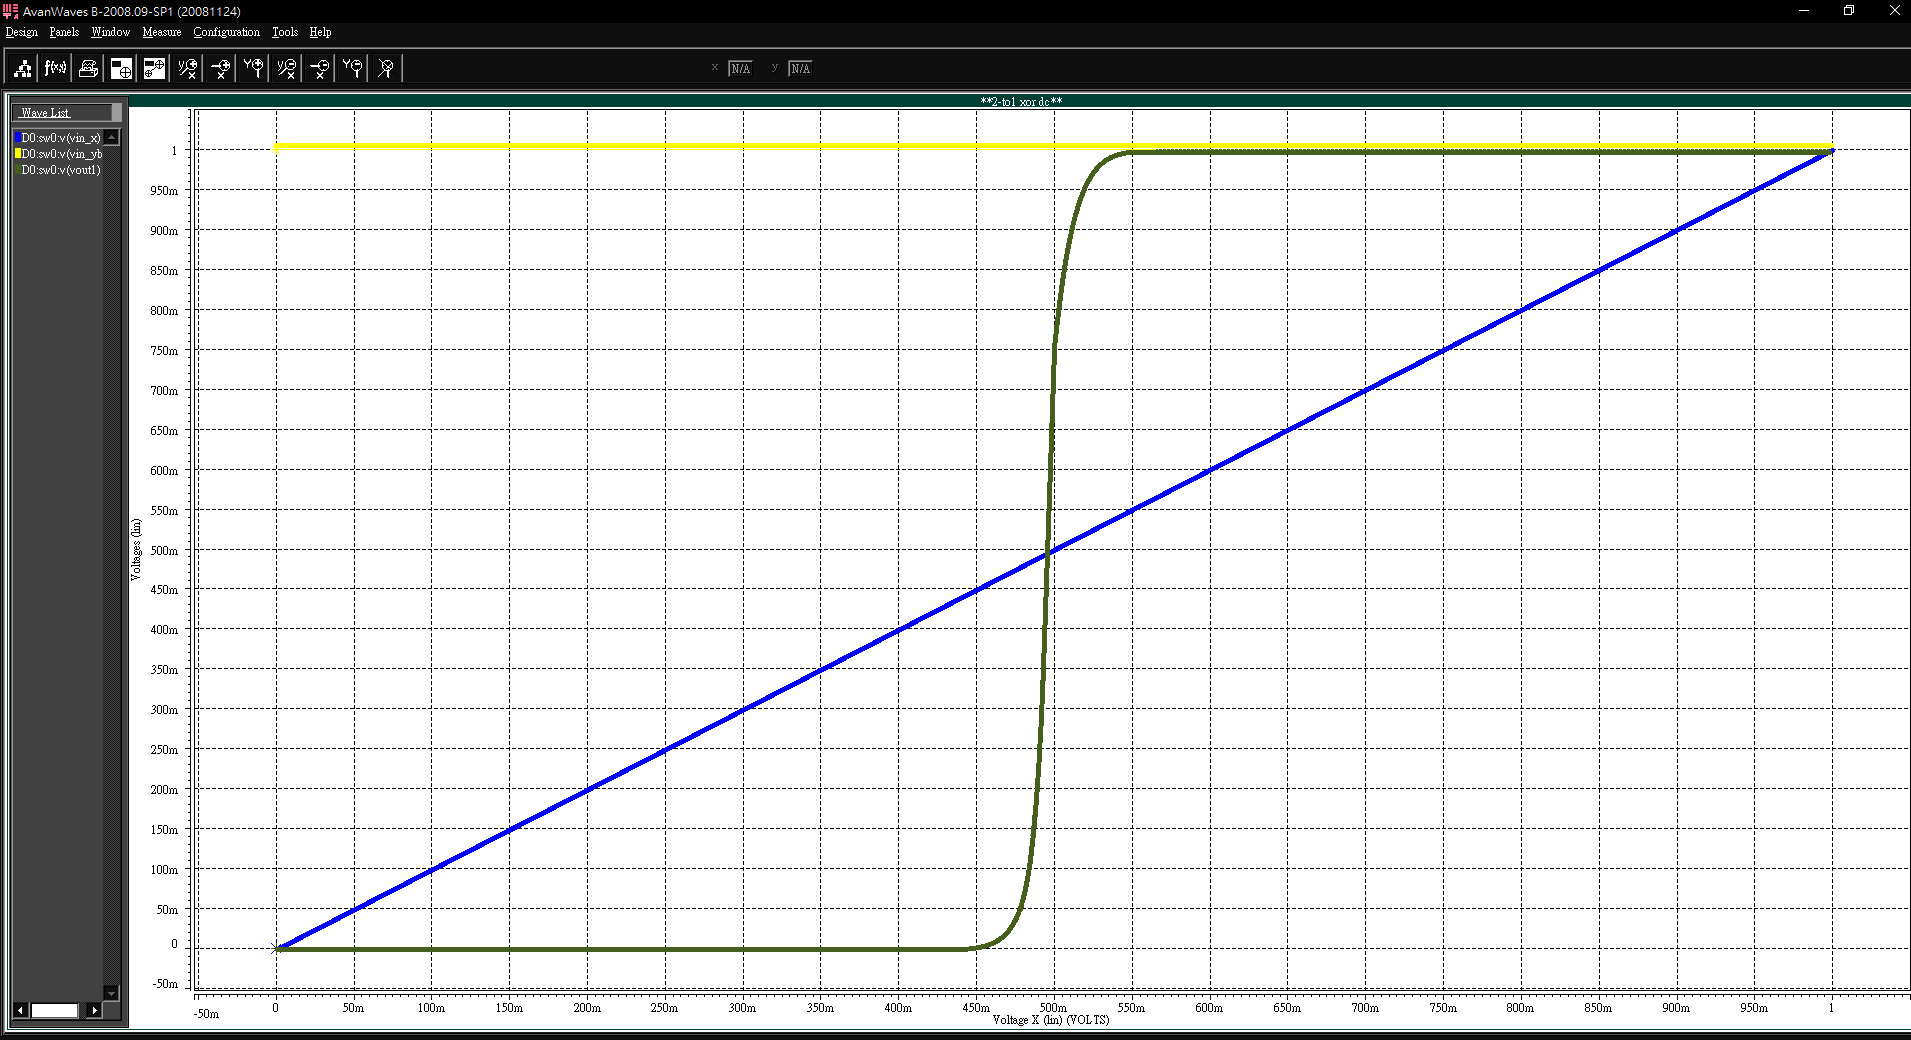 AvanWaves B-2008.09-SP1 (20081124)
Design Panels Window Measure Configuration Tools Help
f(x) x N/A y N/A
**2-to1 xor dc**
Wave List
D0:sw0:v(vin_x)
D0:sw0:v(vin_yb
D0:sw0:v(vout1)
Voltages (lin)
1
950m
900m
850m
800m
750m
700m
650m
600m
550m
500m
450m
400m
350m
300m
250m
200m
150m
100m
50m
0
-50m
-50m 0 50m 100m 150m 200m 250m 300m 350m 400m 450m 500m 550m 600m 650m 700m 750m 800m 850m 900m 950m 1
Voltage X (lin) (VOLTS)